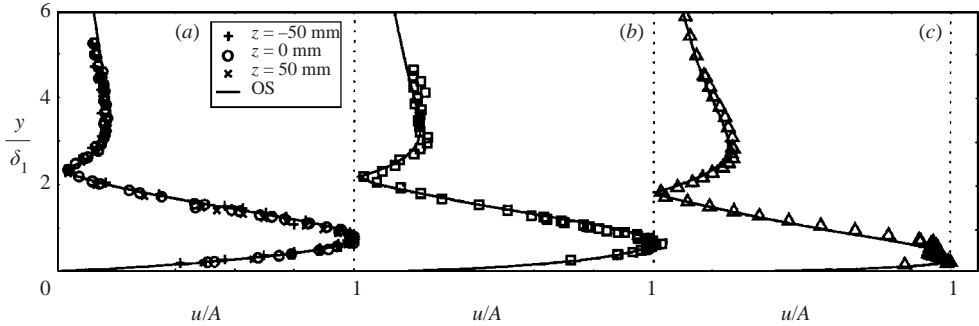 6
(a)
z = –50 mm
z = 0 mm
z = 50 mm
OS
(b)
(c)
4
y
δ1
2
0
1
1
1
u/A
u/A
u/A